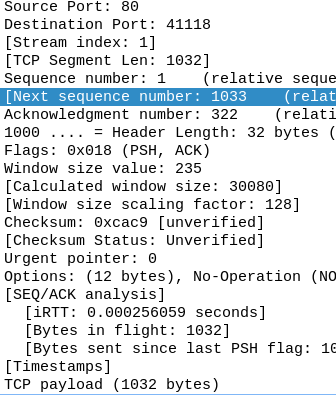 Source Port: 80
Destination Port: 41118
[Stream index: 1]
[TCP Segment Len: 1032]
Sequence number: 1    (relative seque
[Next sequence number: 1033    (relat
Acknowledgment number: 322    (relati
1000 .... = Header Length: 32 bytes (
Flags: 0x018 (PSH, ACK)
Window size value: 235
[Calculated window size: 30080]
[Window size scaling factor: 128]
Checksum: 0xcac9 [unverified]
[Checksum Status: Unverified]
Urgent pointer: 0
Options: (12 bytes), No-Operation (NO
[SEQ/ACK analysis]
[iRTT: 0.000256059 seconds]
[Bytes in flight: 1032]
[Bytes sent since last PSH flag: 10
[Timestamps]
TCP payload (1032 bytes)